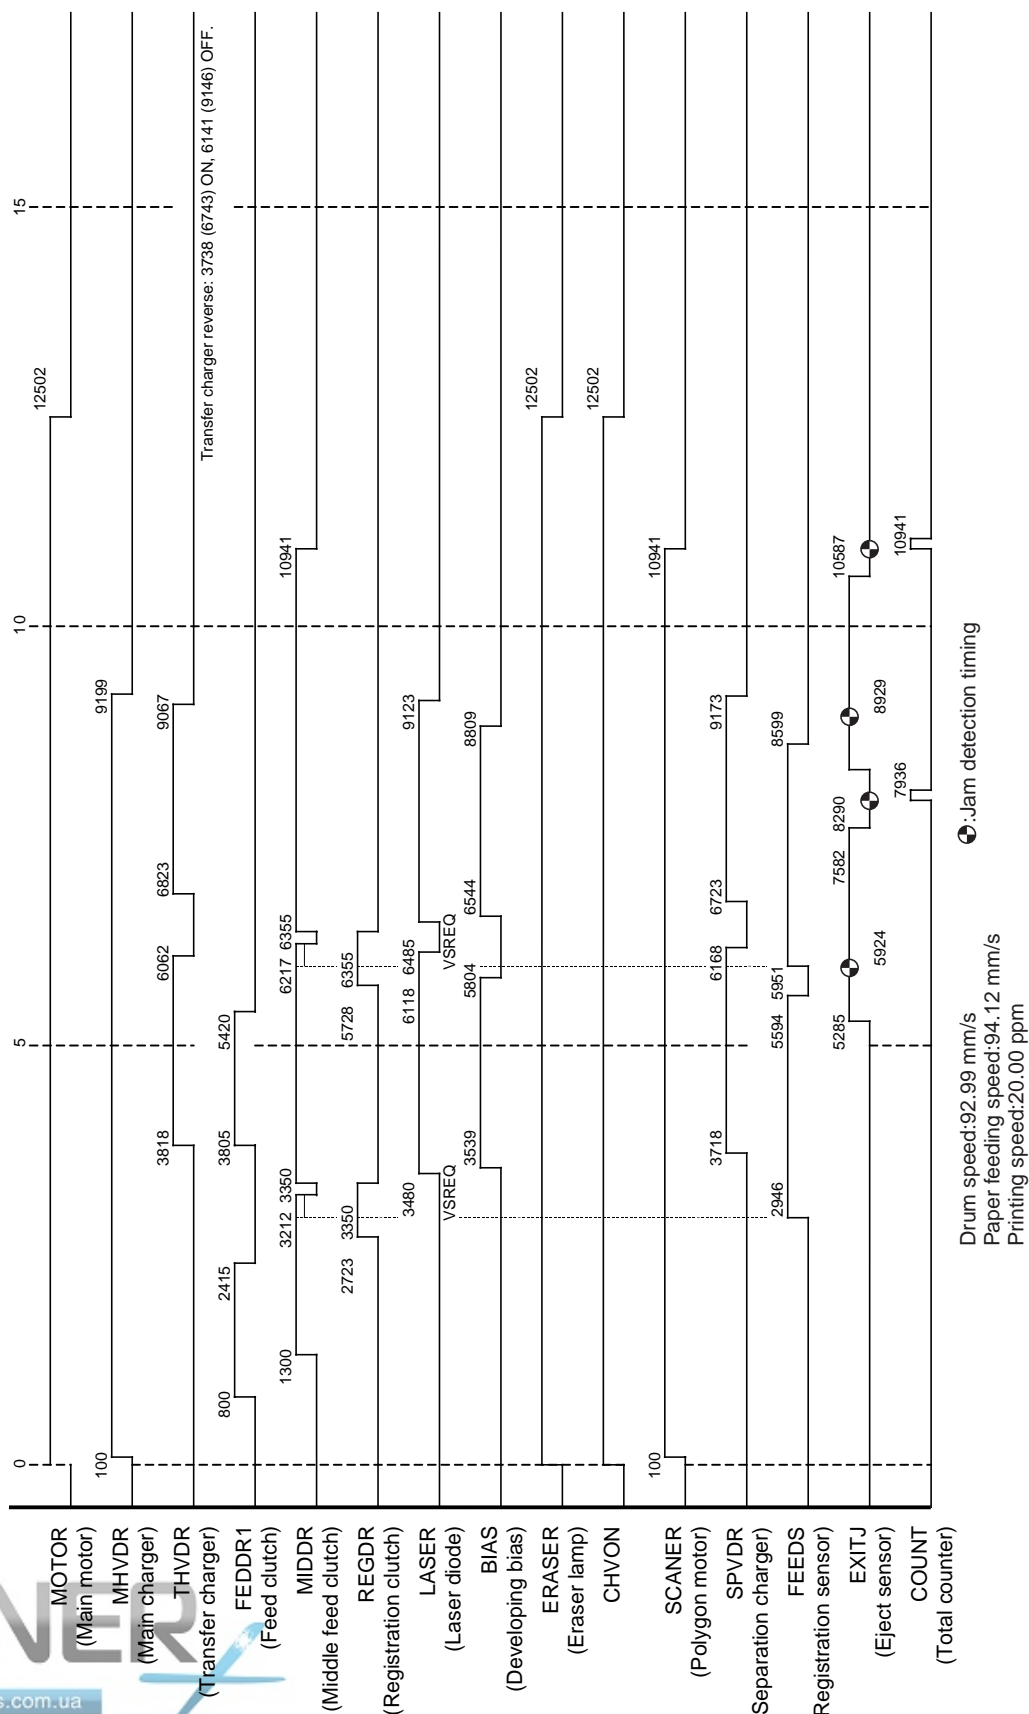 0
5
10
15
MOTOR
(Main motor)
12502
MHVDR
(Main charger)
100
9199
THVDR
(Transfer charger)
3818
6062
6823
9067
Transfer charger reverse: 3738 (6743) ON, 6141 (9146) OFF.
FEDDR1
(Feed clutch)
800
2415
3805
5420
MIDDR
(Middle feed clutch)
1300
3212
3350
6217
6355
10941
REGDR
(Registration clutch)
2723
3350
5728
6355
LASER
(Laser diode)
3480
6118
6485
9123
VSREQ
VSREQ
BIAS
(Developing bias)
3539
5804
6544
8809
ERASER
(Eraser lamp)
12502
CHVON
12502
SCANER
(Polygon motor)
100
10941
SPVDR
Separation charger)
3718
6168
6723
9173
FEEDS
Registration sensor)
2946
5594
5951
8599
EXITJ
(Eject sensor)
5285
5924
7582
8290
8929
10587
COUNT
(Total counter)
7936
10941
Drum speed:92.99 mm/s
Paper feeding speed:94.12 mm/s
Printing speed:20.00 ppm
:Jam detection timing
NER
s.com.ua